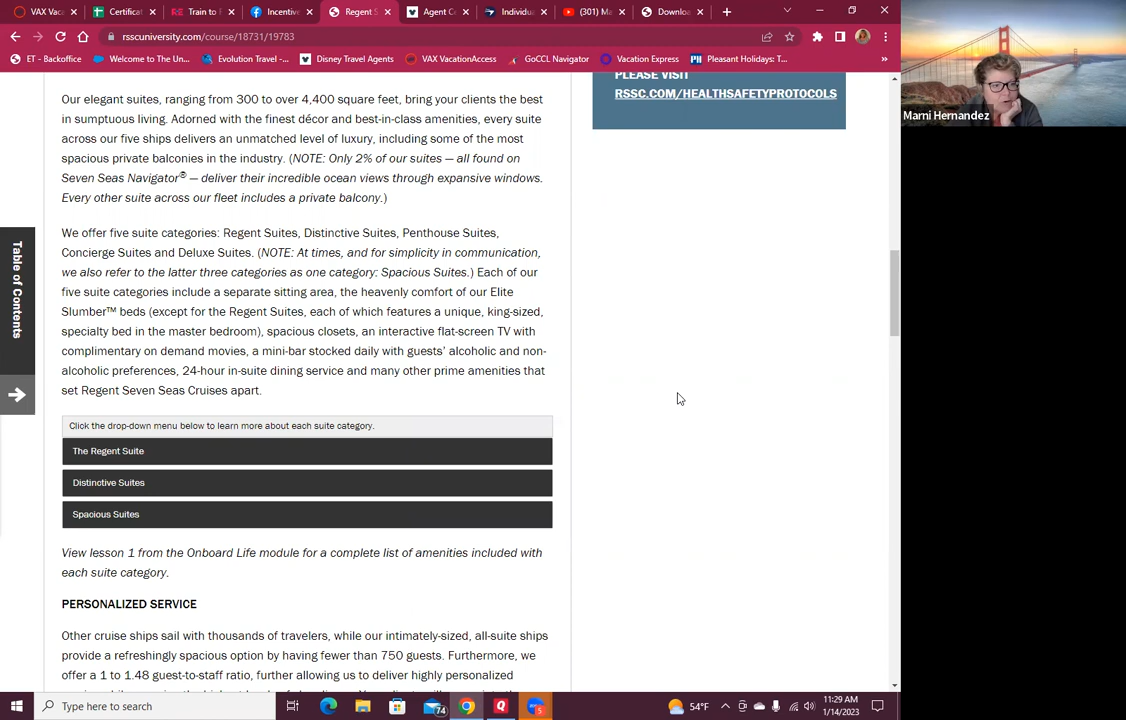 VAX Vaca
Certificat
Train to R
Incentive
Regent S
Agent Ce
Individua
(301) Ma
Downloa
rsscuniversity.com/course/18731/19783
ET - Backoffice
Welcome to The Un...
Evolution Travel -...
Disney Travel Agents
VAX VacationAccess
GoCCL Navigator
Vacation Express
Pleasant Holidays: T...
PLEASE VISIT
RSSC.COM/HEALTHSAFETYPROTOCOLS
Marni Hernandez
Our elegant suites, ranging from 300 to over 4,400 square feet, bring your clients the best
in sumptuous living. Adorned with the finest décor and best-in-class amenities, every suite
across our five ships delivers an unmatched level of luxury, including some of the most
spacious private balconies in the industry. (NOTE: Only 2% of our suites — all found on
Seven Seas Navigator® — deliver their incredible ocean views through expansive windows.
Every other suite across our fleet includes a private balcony.)
We offer five suite categories: Regent Suites, Distinctive Suites, Penthouse Suites,
Concierge Suites and Deluxe Suites. (NOTE: At times, and for simplicity in communication,
we also refer to the latter three categories as one category: Spacious Suites.) Each of our
five suite categories include a separate sitting area, the heavenly comfort of our Elite
Slumber™ beds (except for the Regent Suites, each of which features a unique, king-sized,
specialty bed in the master bedroom), spacious closets, an interactive flat-screen TV with
complimentary on demand movies, a mini-bar stocked daily with guests' alcoholic and non-
alcoholic preferences, 24-hour in-suite dining service and many other prime amenities that
set Regent Seven Seas Cruises apart.
Table of Contents
Click the drop-down menu below to learn more about each suite category.
The Regent Suite
Distinctive Suites
Spacious Suites
View lesson 1 from the Onboard Life module for a complete list of amenities included with
each suite category.
PERSONALIZED SERVICE
Other cruise ships sail with thousands of travelers, while our intimately-sized, all-suite ships
provide a refreshingly spacious option by having fewer than 750 guests. Furthermore, we
offer a 1 to 1.48 guest-to-staff ratio, further allowing us to deliver highly personalized
Type here to search
74
5
54°F
11:29 AM
1/14/2023